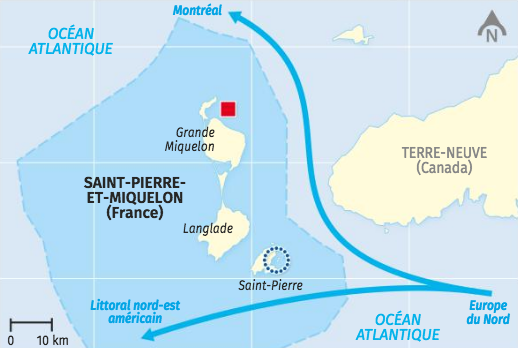 Montréal
OCÉAN
ATLANTIQUE
N
Grande
Miquelon
TERRE-NEUVE
(Canada)
SAINT-PIERRE-
ET-MIQUELON
(France)
Langlade
Saint-Pierre
Littoral nord-est
américain
Europe
du Nord
OCÉAN
ATLANTIQUE
0 10 km